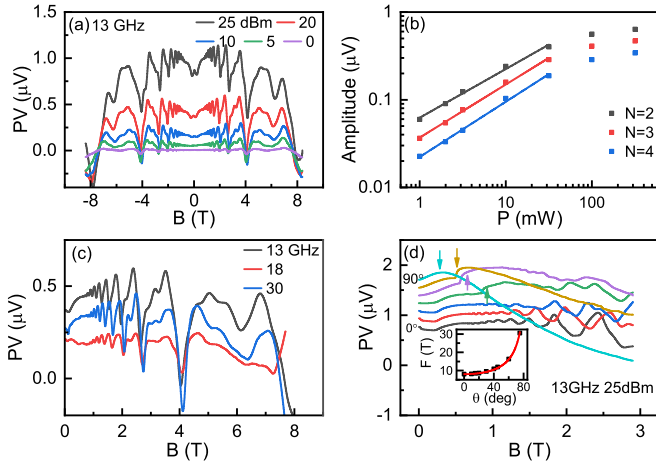 (a) 13 GHz
25 dBm 20
10 5 0
PV (μV)
1.5
1.0
0.5
0.0
-8 -4 0 4 8
B (T)
(b)
Amplitude (μV)
1
0.1
0.01
N=2
N=3
N=4
1 10 100
P (mW)
(c)
13 GHz
18
30
PV (μV)
0.6
0.0
0 2 4 6 8
B (T)
(d)
PV (μV)
2
1
0
-1
90°
0°
F (T)
30
20
10
0 40 80
θ (deg)
13GHz 25dBm
0 1 2 3
B (T)